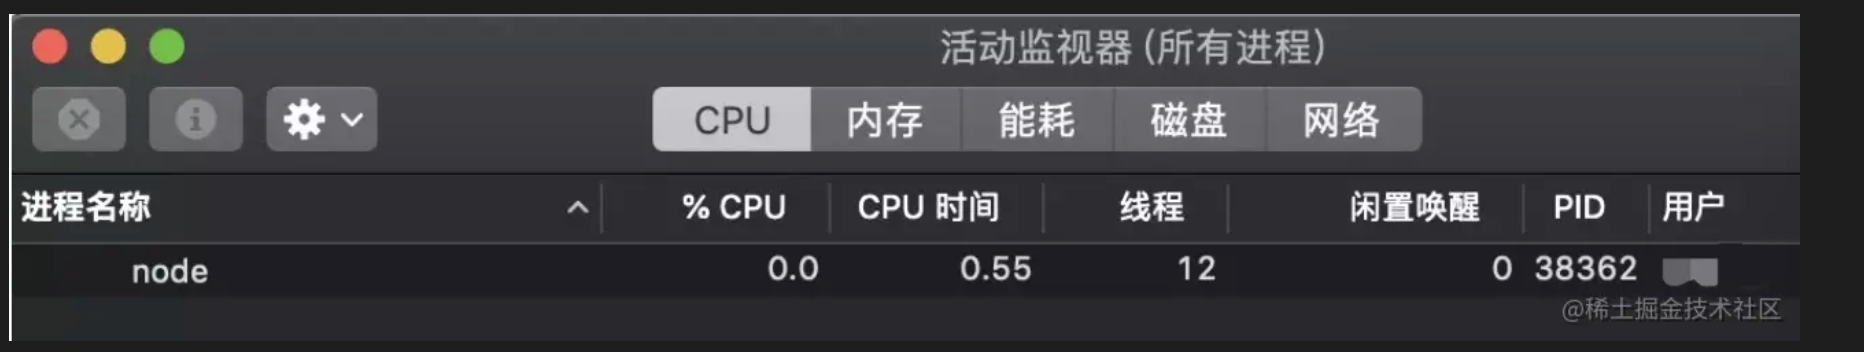 活动监视器 (所有进程)
CPU 内存 能耗 磁盘 网络
进程名称 % CPU CPU 时间 线程 闲置唤醒 PID 用户
node 0.0 0.55 12 0 38362
@稀土掘金技术社区